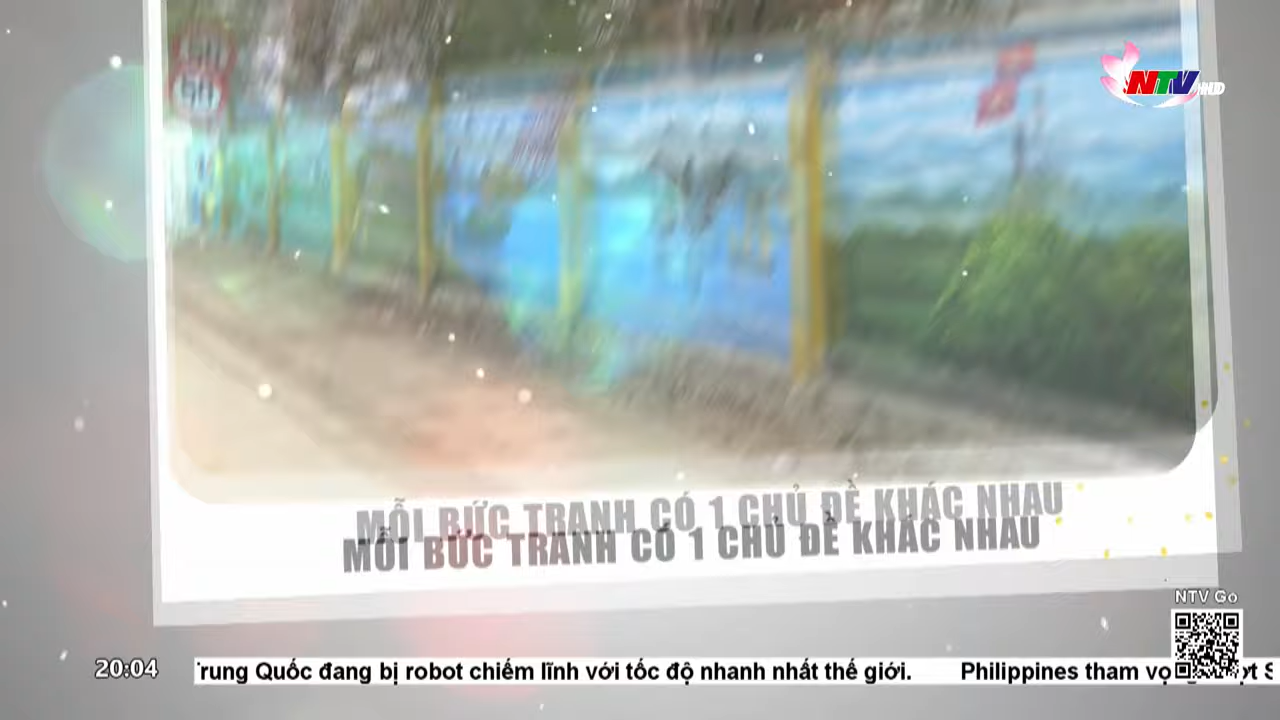 NTV
50
MỖI BỨC TRANH CÓ 1 CHỦ ĐỀ KHÁC NHAU
MỖI BỨC TRANH CÓ 1 CHỦ ĐỀ KHÁC NHAU
NTV Go
20:04
rung Quốc đang bị robot chiếm lĩnh với tốc độ nhanh nhất thế giới. Philippines tham vọ